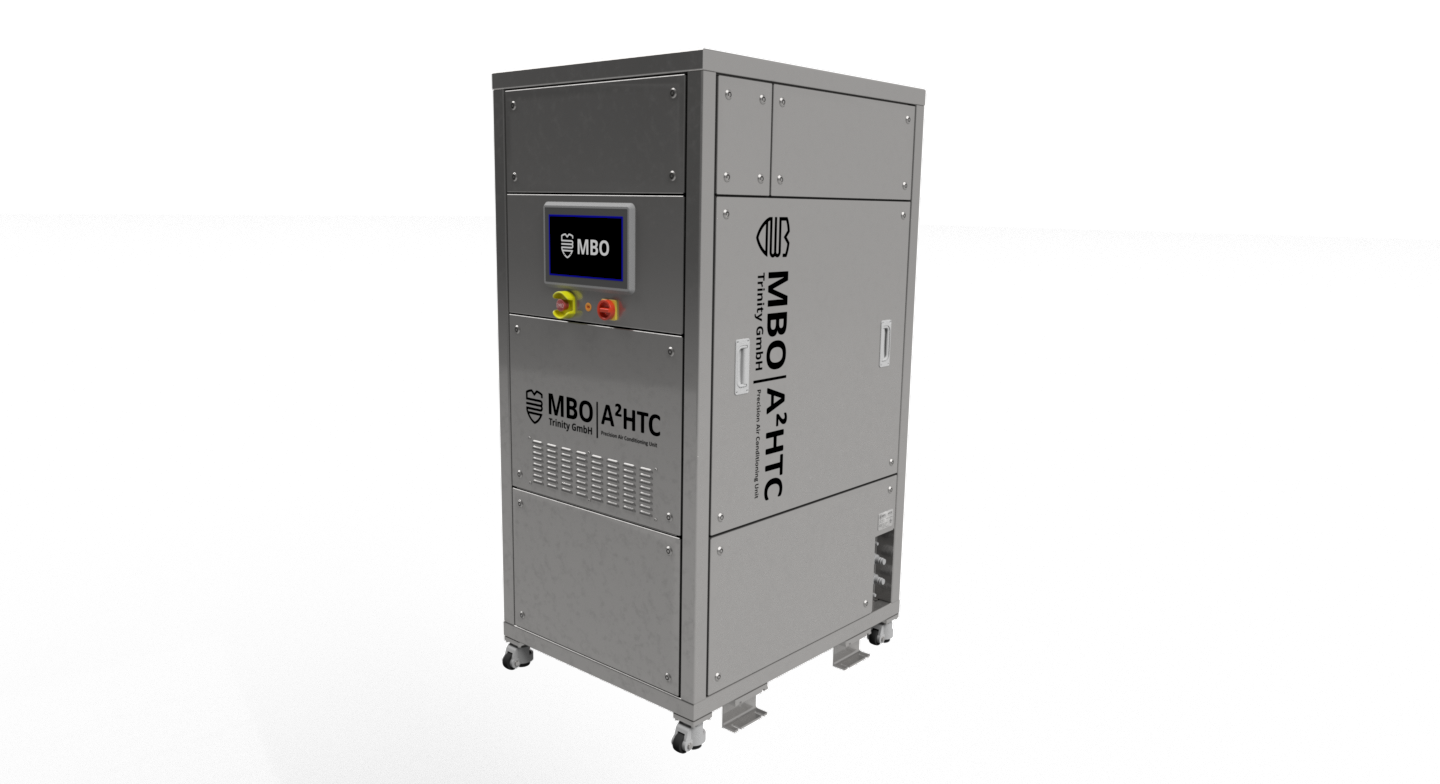 MBO
MBO | A²HTC
Trinity GmbH
Precision Air Conditioning Unit
MBO | A²HTC
Trinity GmbH
Precision Air Conditioning Unit